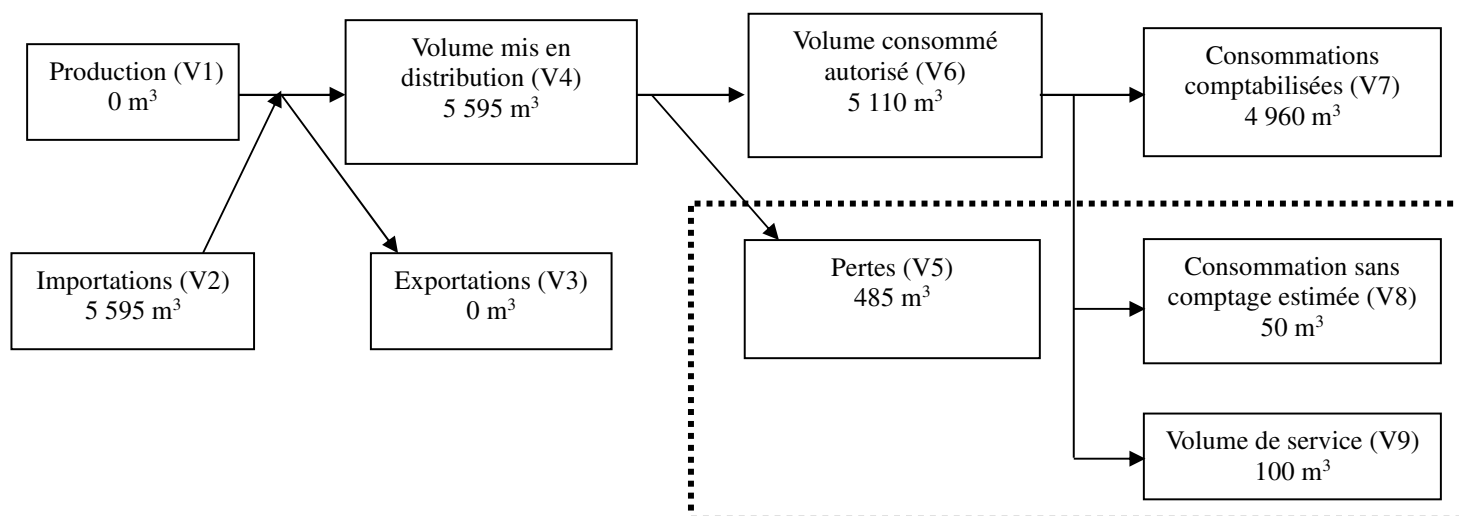 Production (V1)
0 m³
Volume mis en
distribution (V4)
5 595 m³
Volume consommé
autorisé (V6)
5 110 m³
Consommations
comptabilisées (V7)
4 960 m³
Importations (V2)
5 595 m³
Exportations (V3)
0 m³
Pertes (V5)
485 m³
Consommation sans
comptage estimée (V8)
50 m³
Volume de service (V9)
100 m³